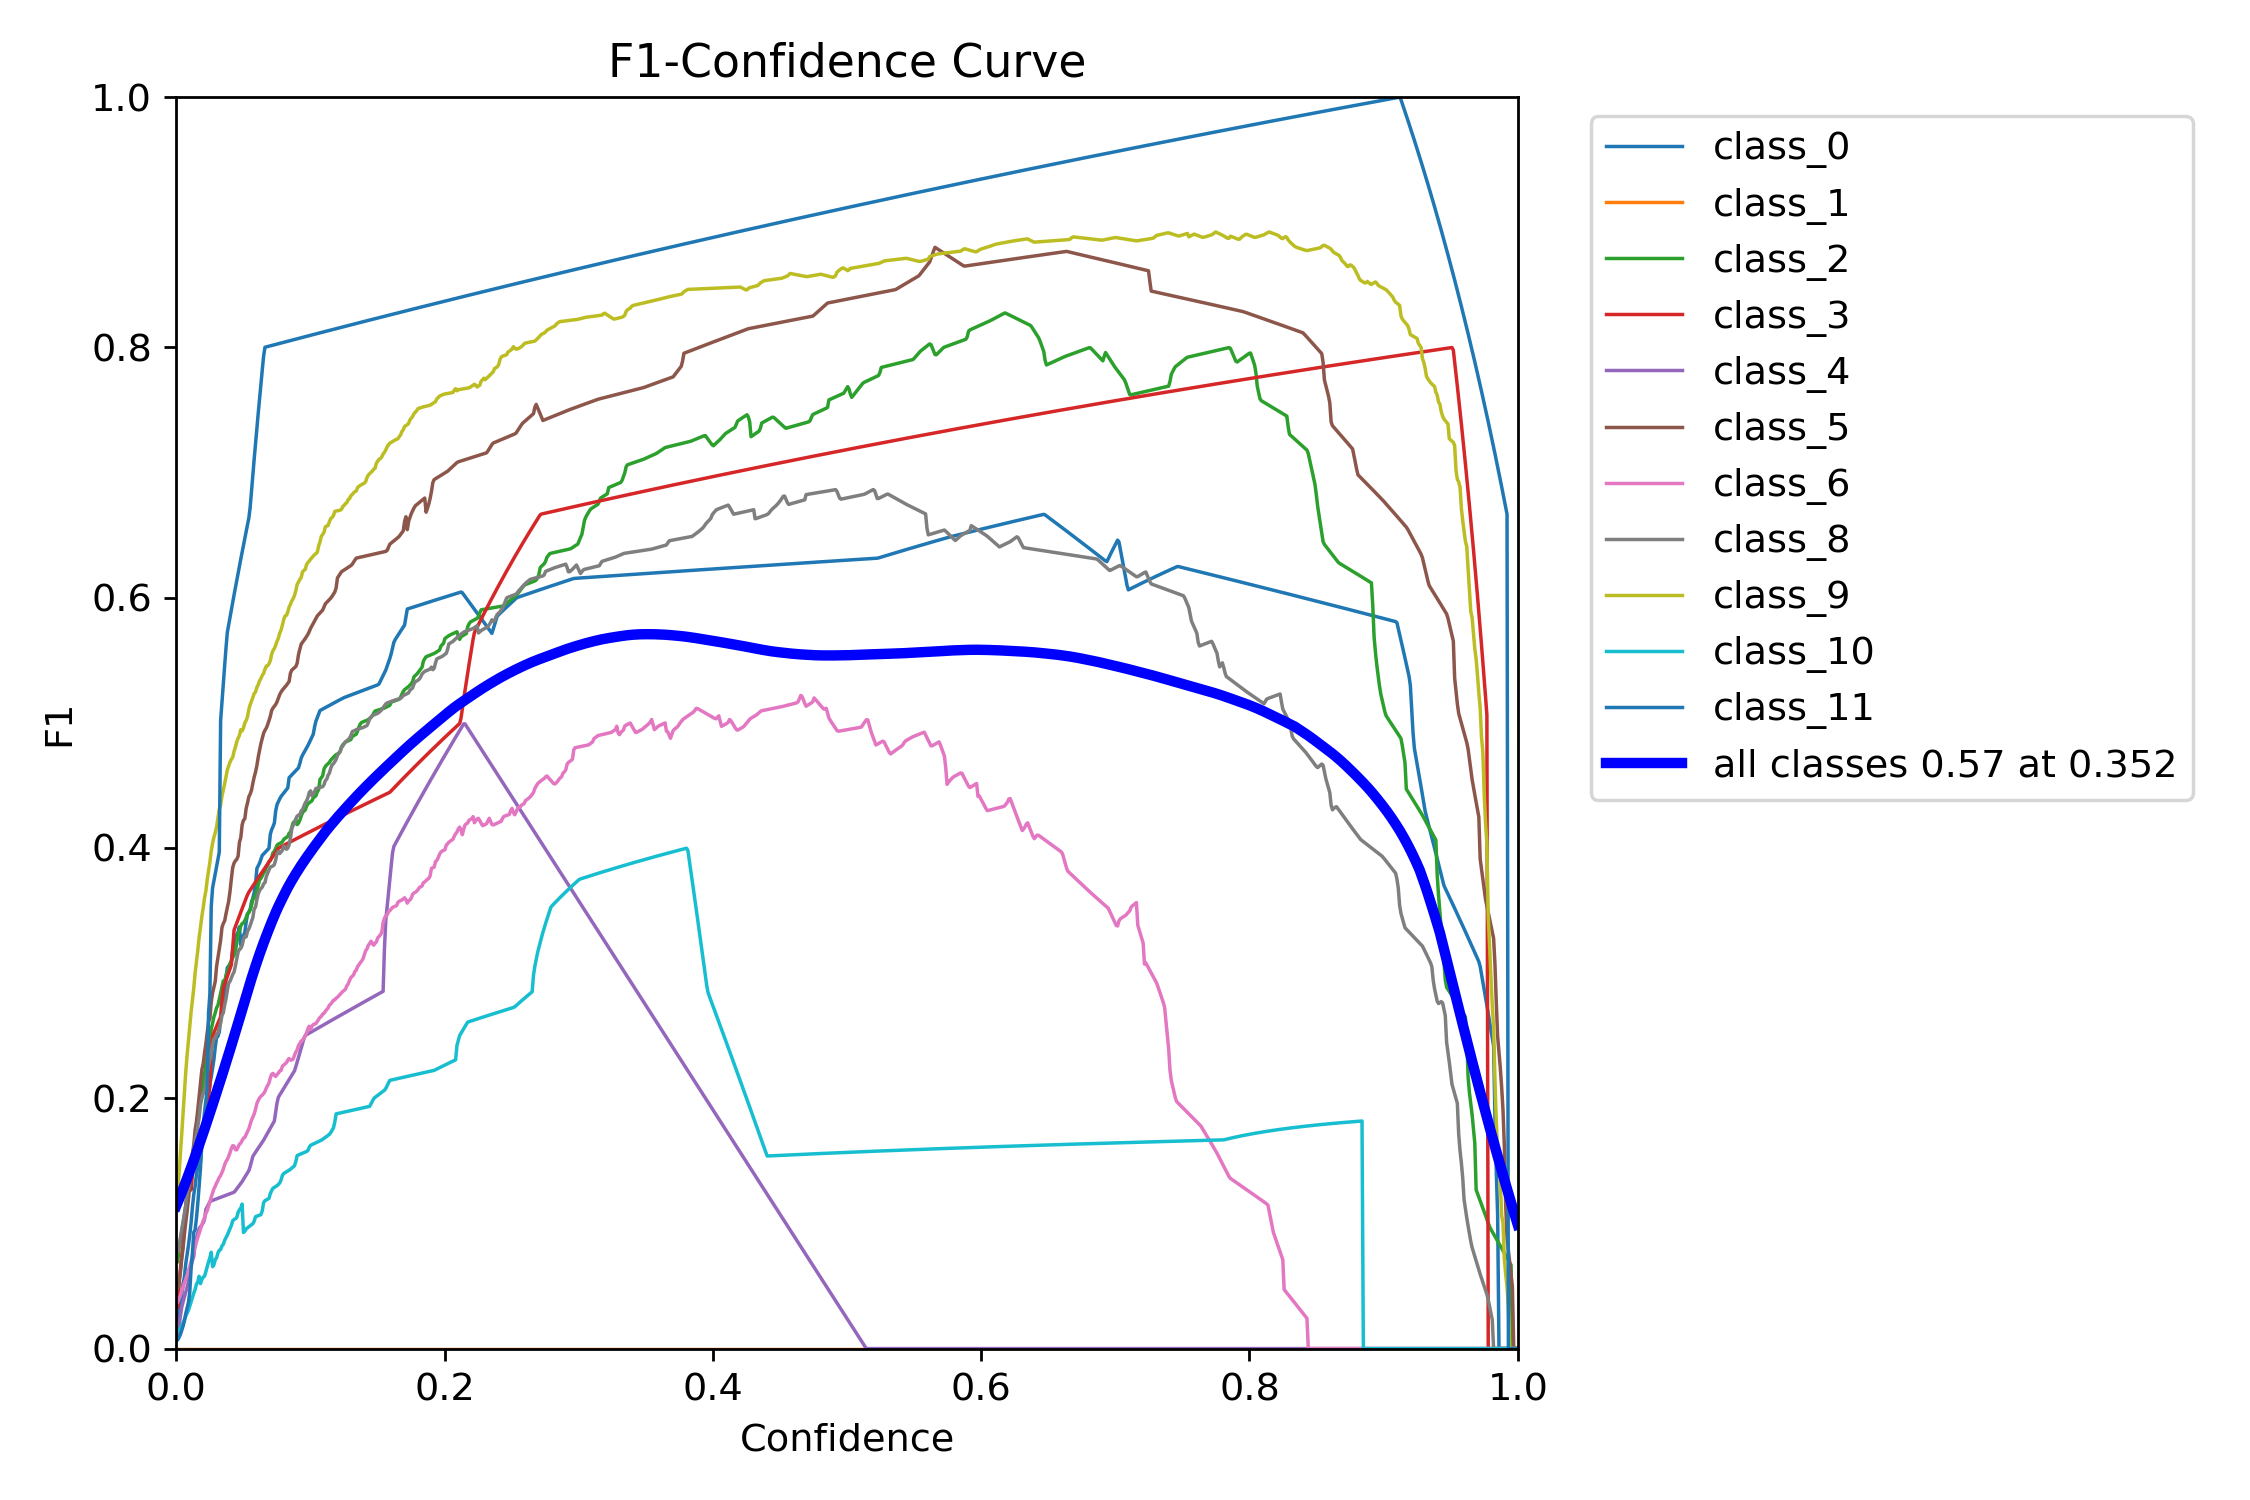 F1-Confidence Curve
1.0
0.8
0.6
0.4
0.2
0.0
F1
0.0 0.2 0.4 0.6 0.8 1.0
Confidence
class_0
class_1
class_2
class_3
class_4
class_5
class_6
class_8
class_9
class_10
class_11
all classes 0.57 at 0.352